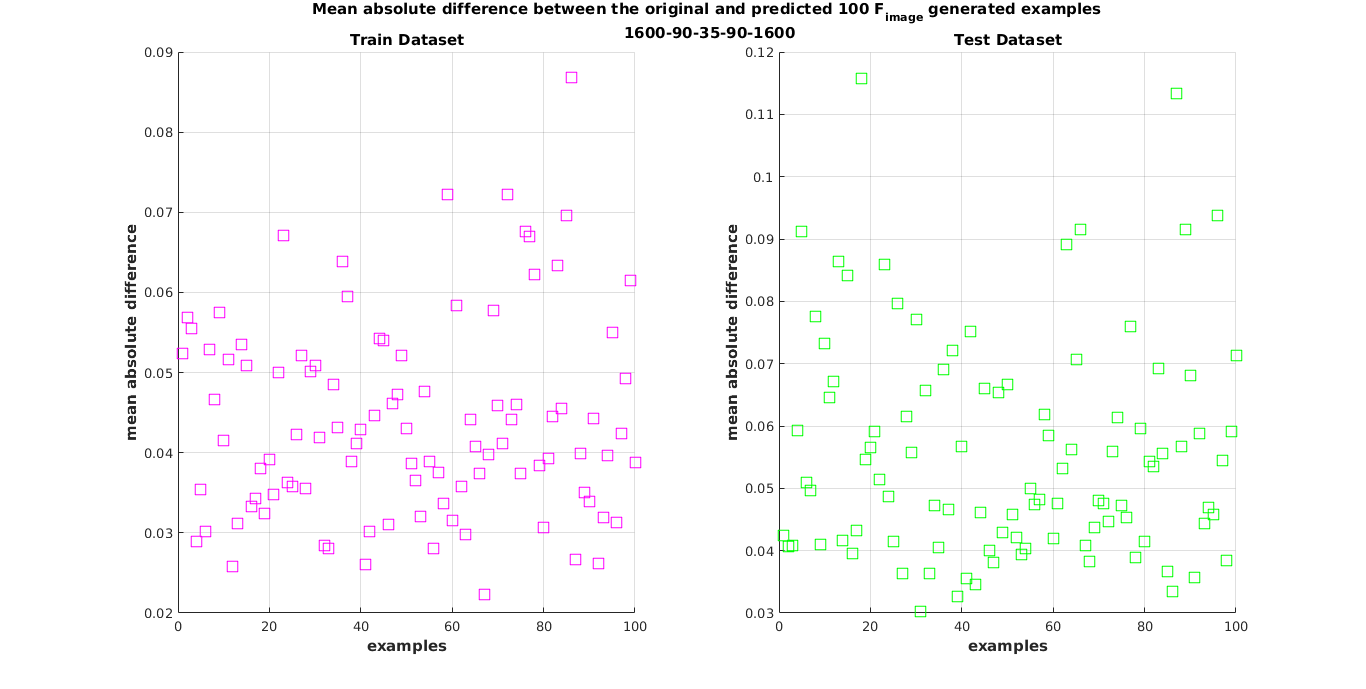 Mean absolute difference between the original and predicted 100 F_image generated examples
1600-90-35-90-1600
Train Dataset
0.09
0.08
0.07
0.06
0.05
0.04
0.03
0.02
mean absolute difference
0 20 40 60 80 100
examples
Test Dataset
0.12
0.11
0.1
0.09
0.08
0.07
0.06
0.05
0.04
0.03
mean absolute difference
0 20 40 60 80 100
examples